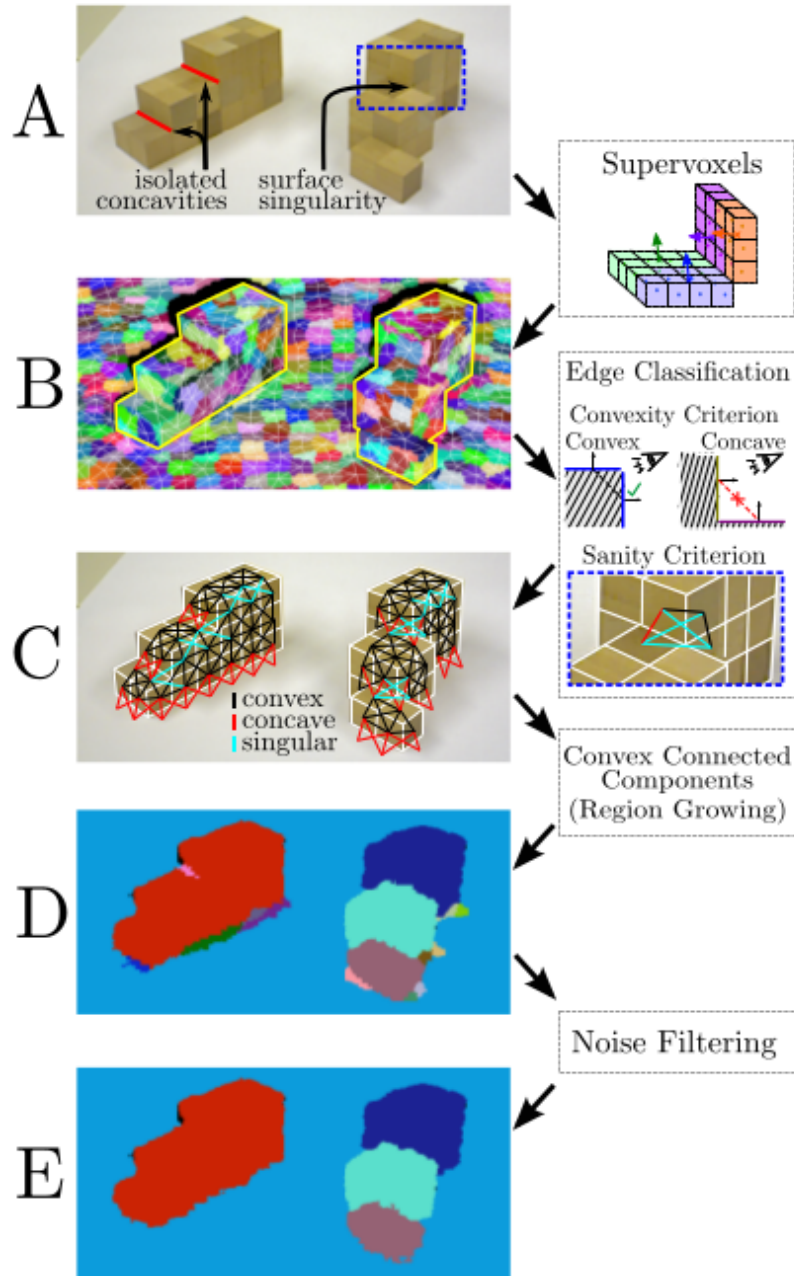 A
isolated
concavities
surface
singularity
Supervoxels
B
Edge Classification
Convexity Criterion
Convex
Concave
Sanity Criterion
C
convex
concave
singular
Convex Connected
Components
(Region Growing)
D
Noise Filtering
E